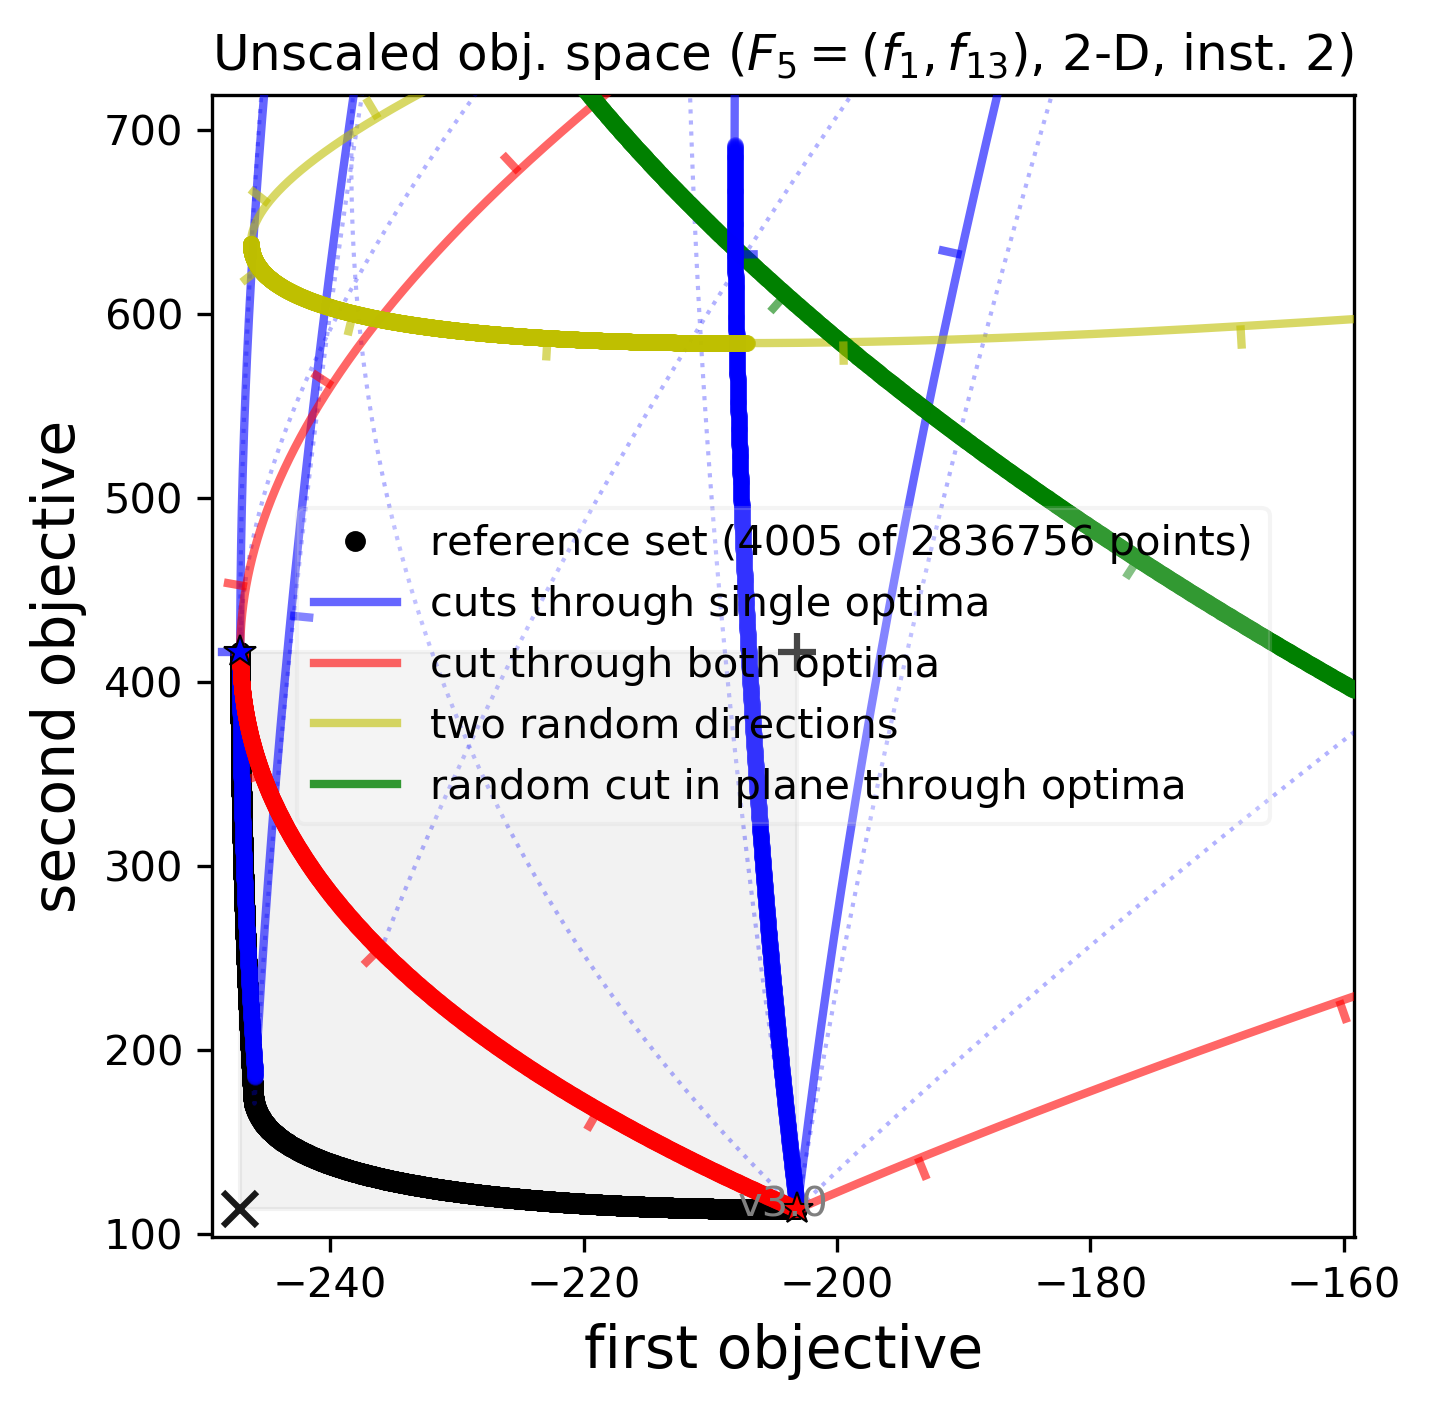 Unscaled obj. space (F₅ = (f₁, f₁₃), 2-D, inst. 2)
second objective
700
600
500
400
300
200
100
reference set (4005 of 2836756 points)
cuts through single optima
cut through both optima
two random directions
random cut in plane through optima
v3.0
−240
−220
−200
−180
−160
first objective